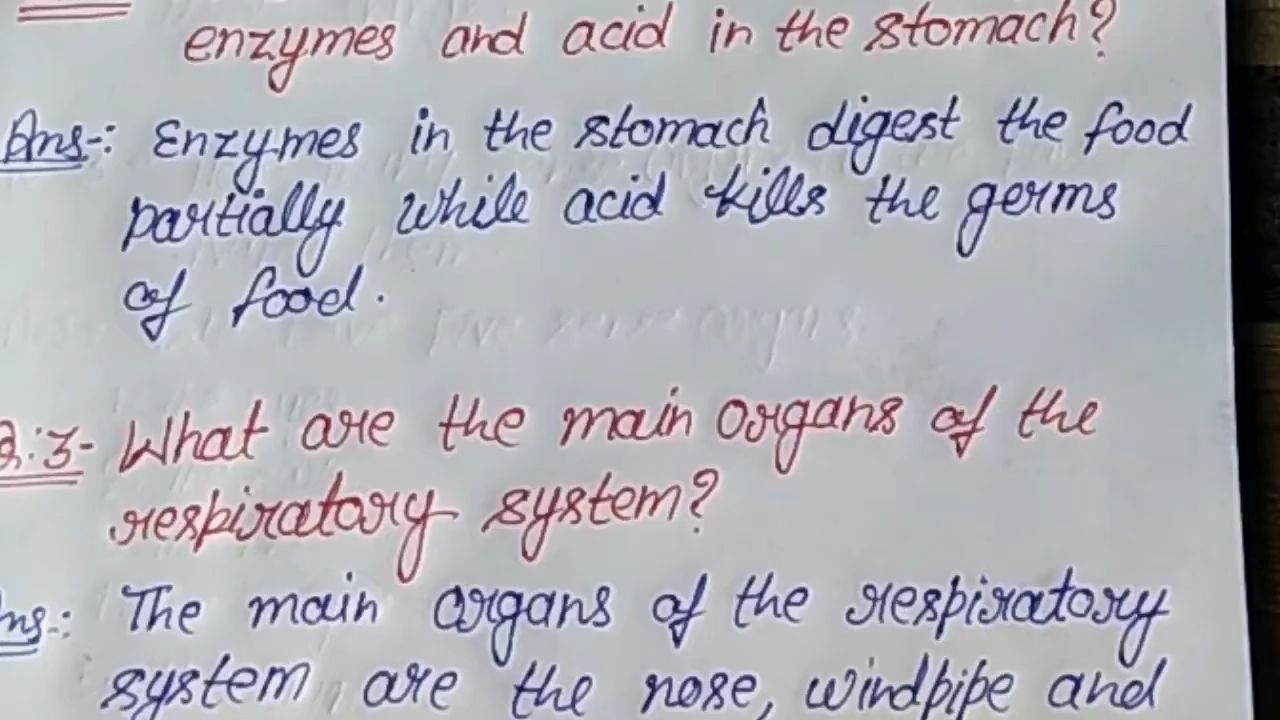 enzymes and acid in the stomach?
Ans-: Enzymes in the stomach digest the food
partially while acid kills the germs
of food.
Q.3- What are the main organs of the
respiratory system?
Ans-: The main organs of the respiratory
system are the nose, windpipe and